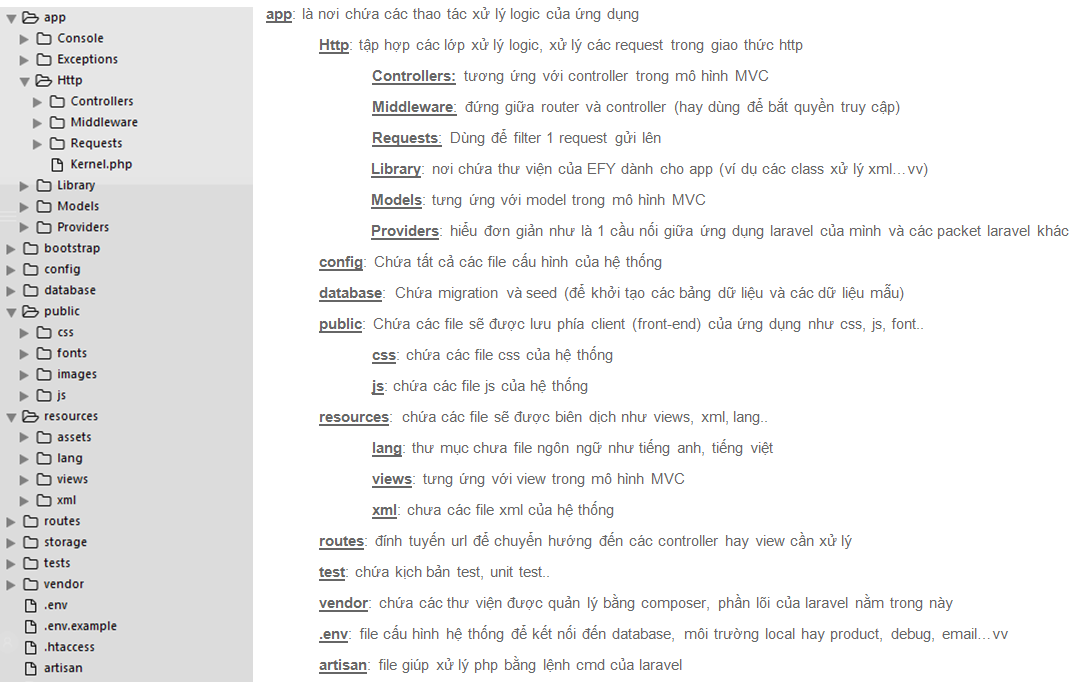 app
Console
Exceptions
Http
Controllers
Middleware
Requests
Kernel.php
Library
Models
Providers
bootstrap
config
database
public
css
fonts
images
js
resources
assets
lang
views
xml
routes
storage
tests
vendor
.env
.env.example
.htaccess
artisan
app: là nơi chứa các thao tác xử lý logic của ứng dụng
Http: tập hợp các lớp xử lý logic, xử lý các request trong giao thức http
Controllers: tương ứng với controller trong mô hình MVC
Middleware: đứng giữa router và controller (hay dùng để bắt quyền truy cập)
Requests: Dùng để filter 1 request gửi lên
Library: nơi chứa thư viện của EFY dành cho app (ví dụ các class xử lý xml...vv)
Models: tưng ứng với model trong mô hình MVC
Providers: hiểu đơn giản như là 1 cầu nối giữa ứng dụng laravel của mình và các packet laravel khác
config: Chứa tất cả các file cấu hình của hệ thống
database: Chứa migration và seed (để khởi tạo các bảng dữ liệu và các dữ liệu mẫu)
public: Chứa các file sẽ được lưu phía client (front-end) của ứng dụng như css, js, font..
css: chứa các file css của hệ thống
js: chứa các file js của hệ thống
resources: chứa các file sẽ được biên dịch như views, xml, lang..
lang: thư mục chưa file ngôn ngữ như tiếng anh, tiếng việt
views: tưng ứng với view trong mô hình MVC
xml: chưa các file xml của hệ thống
routes: đính tuyến url để chuyển hướng đến các controller hay view cần xử lý
test: chứa kịch bản test, unit test..
vendor: chứa các thư viện được quản lý bằng composer, phần lõi của laravel nằm trong này
.env: file cấu hình hệ thống để kết nối đến database, môi trường local hay product, debug, email...vv
artisan: file giúp xử lý php bằng lệnh cmd của laravel